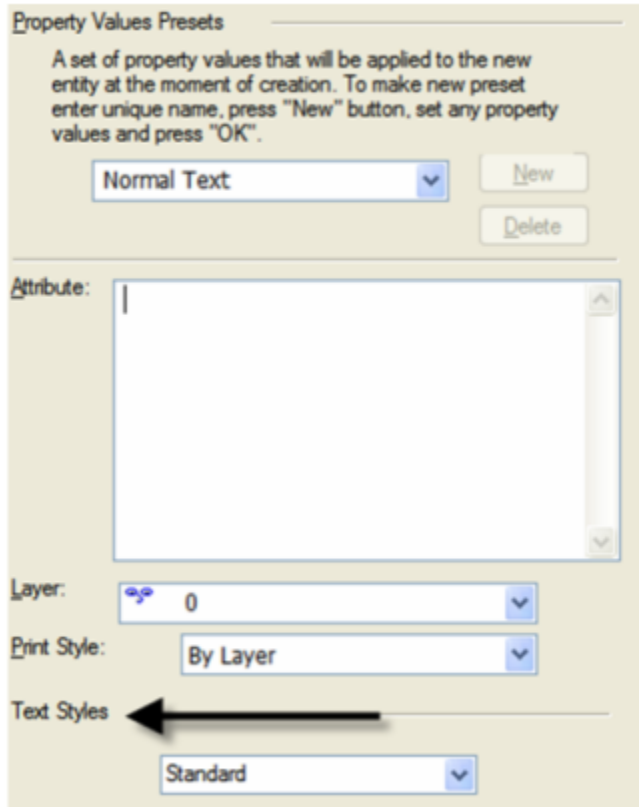 Property Values Presets
A set of property values that will be applied to the new
entity at the moment of creation. To make new preset
enter unique name, press "New" button, set any property
values and press "OK".
Normal Text
New
Delete
Attribute:
Layer:
0
Print Style:
By Layer
Text Styles
Standard